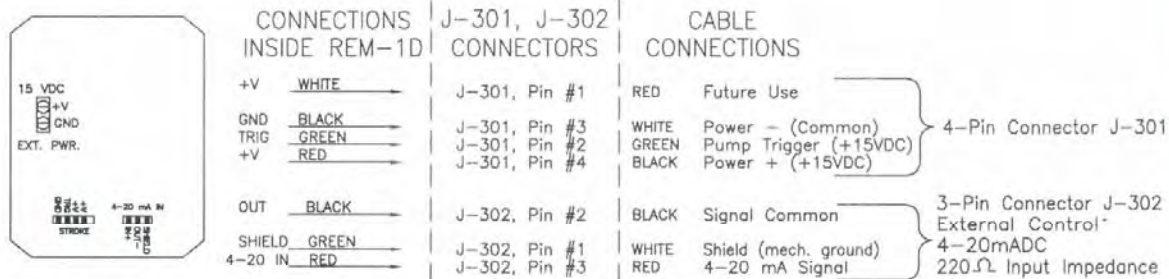 CONNECTIONS INSIDE REM-1D
J-301, J-302 CONNECTORS
CABLE CONNECTIONS
15 VDC
+V
GND
EXT. PWR.
STROKE
4-20 mA IN
+V WHITE J-301, Pin #1 RED Future Use
GND BLACK J-301, Pin #3 WHITE Power - (Common)
TRIG GREEN J-301, Pin #2 GREEN Pump Trigger (+15VDC)
+V RED J-301, Pin #4 BLACK Power + (+15VDC)
4-Pin Connector J-301
OUT BLACK J-302, Pin #2 BLACK Signal Common
SHIELD GREEN J-302, Pin #1 WHITE Shield (mech. ground)
4-20 IN RED J-302, Pin #3 RED 4-20 mA Signal
3-Pin Connector J-302
External Control
4-20mADC
220Ω Input Impedance